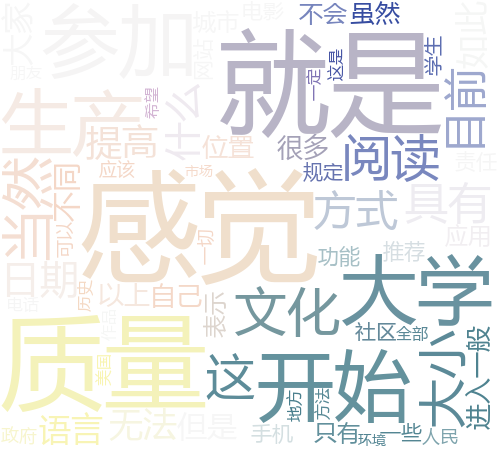 大家
朋友
参加
城市
电影
网站
不会
虽然
这是
学生
如此
就是
一定
希望
什么
生产
提高
位置
很多
规定
阅读
目前
责任
当然
不同
可以
应该
市场
感觉
一切
方式
具有
应用
功能
推荐
日期
电话
历史
以上
自己
作品
表示
文化
大学
质量
美国
这
开始
社区
全部
大小
一般
进入
地方
方法
政府
语言
无法
但是
手机
只有
环境
一些
人民